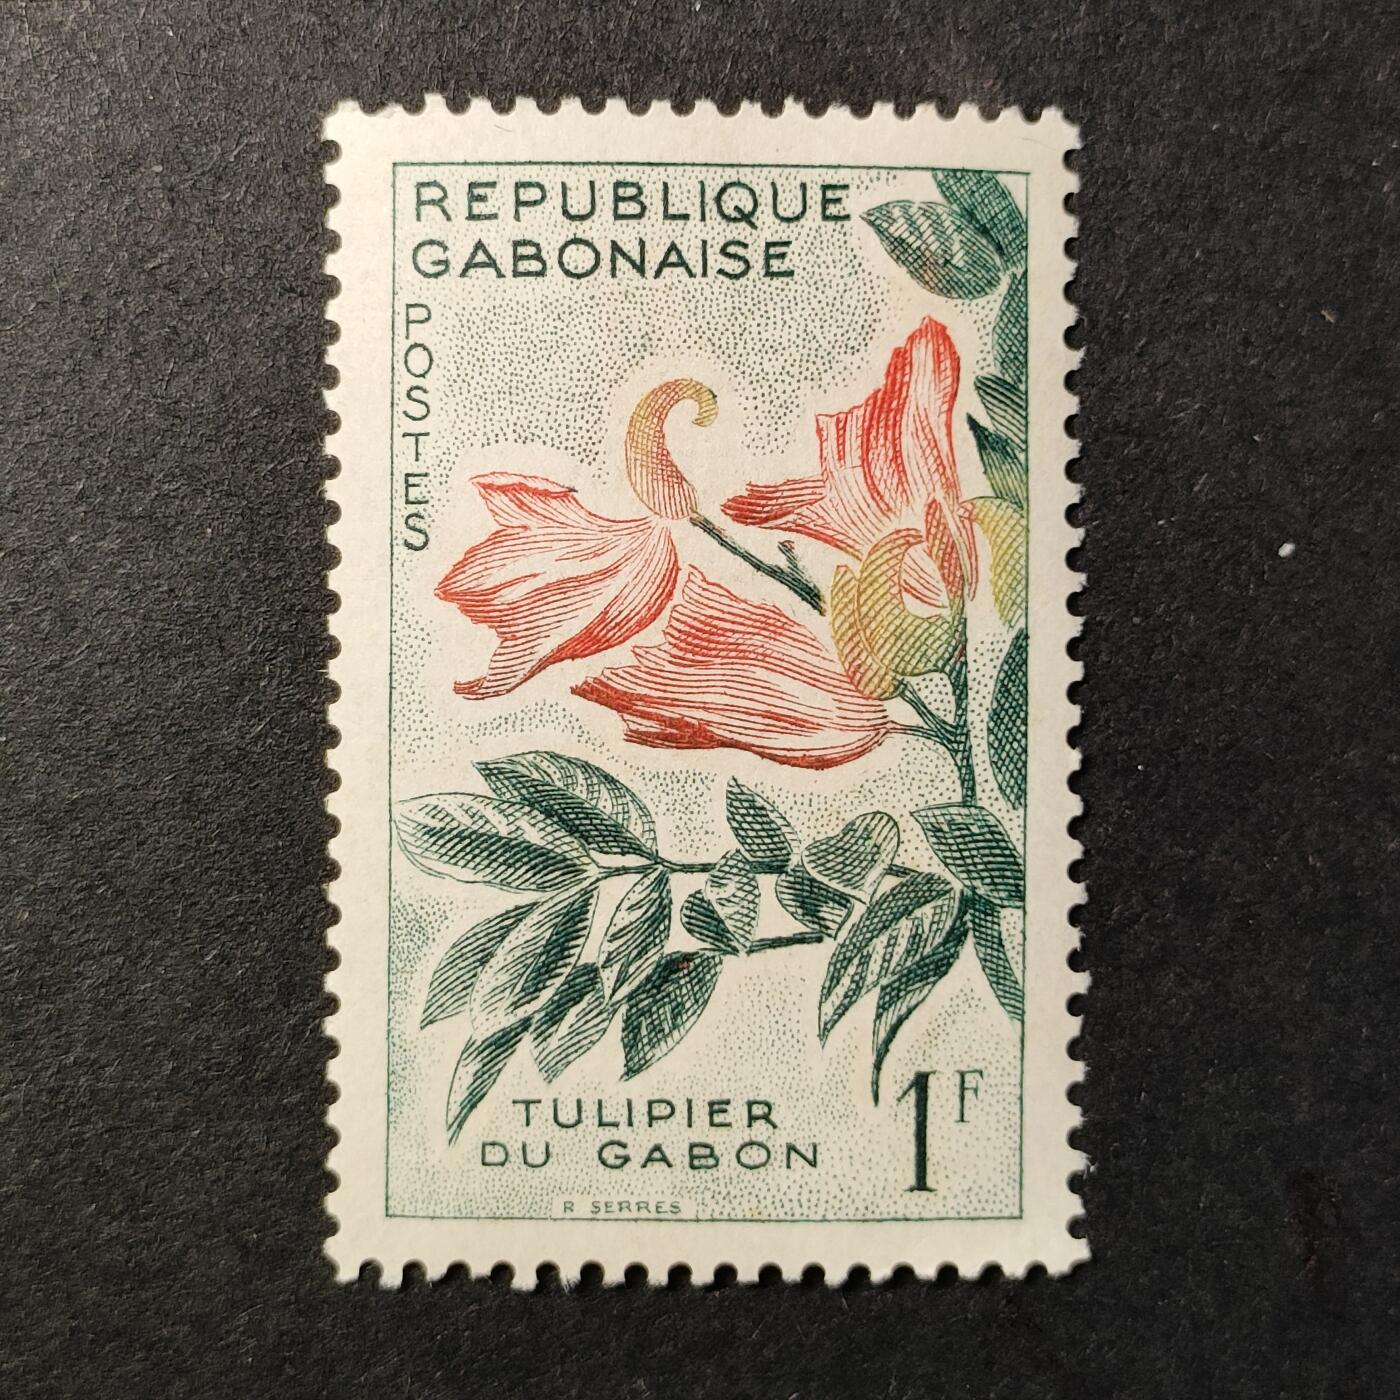 REPUBLIQUE
GABONAISE
POSTES
TULIPIER
DU GABON
1F
R SERRES